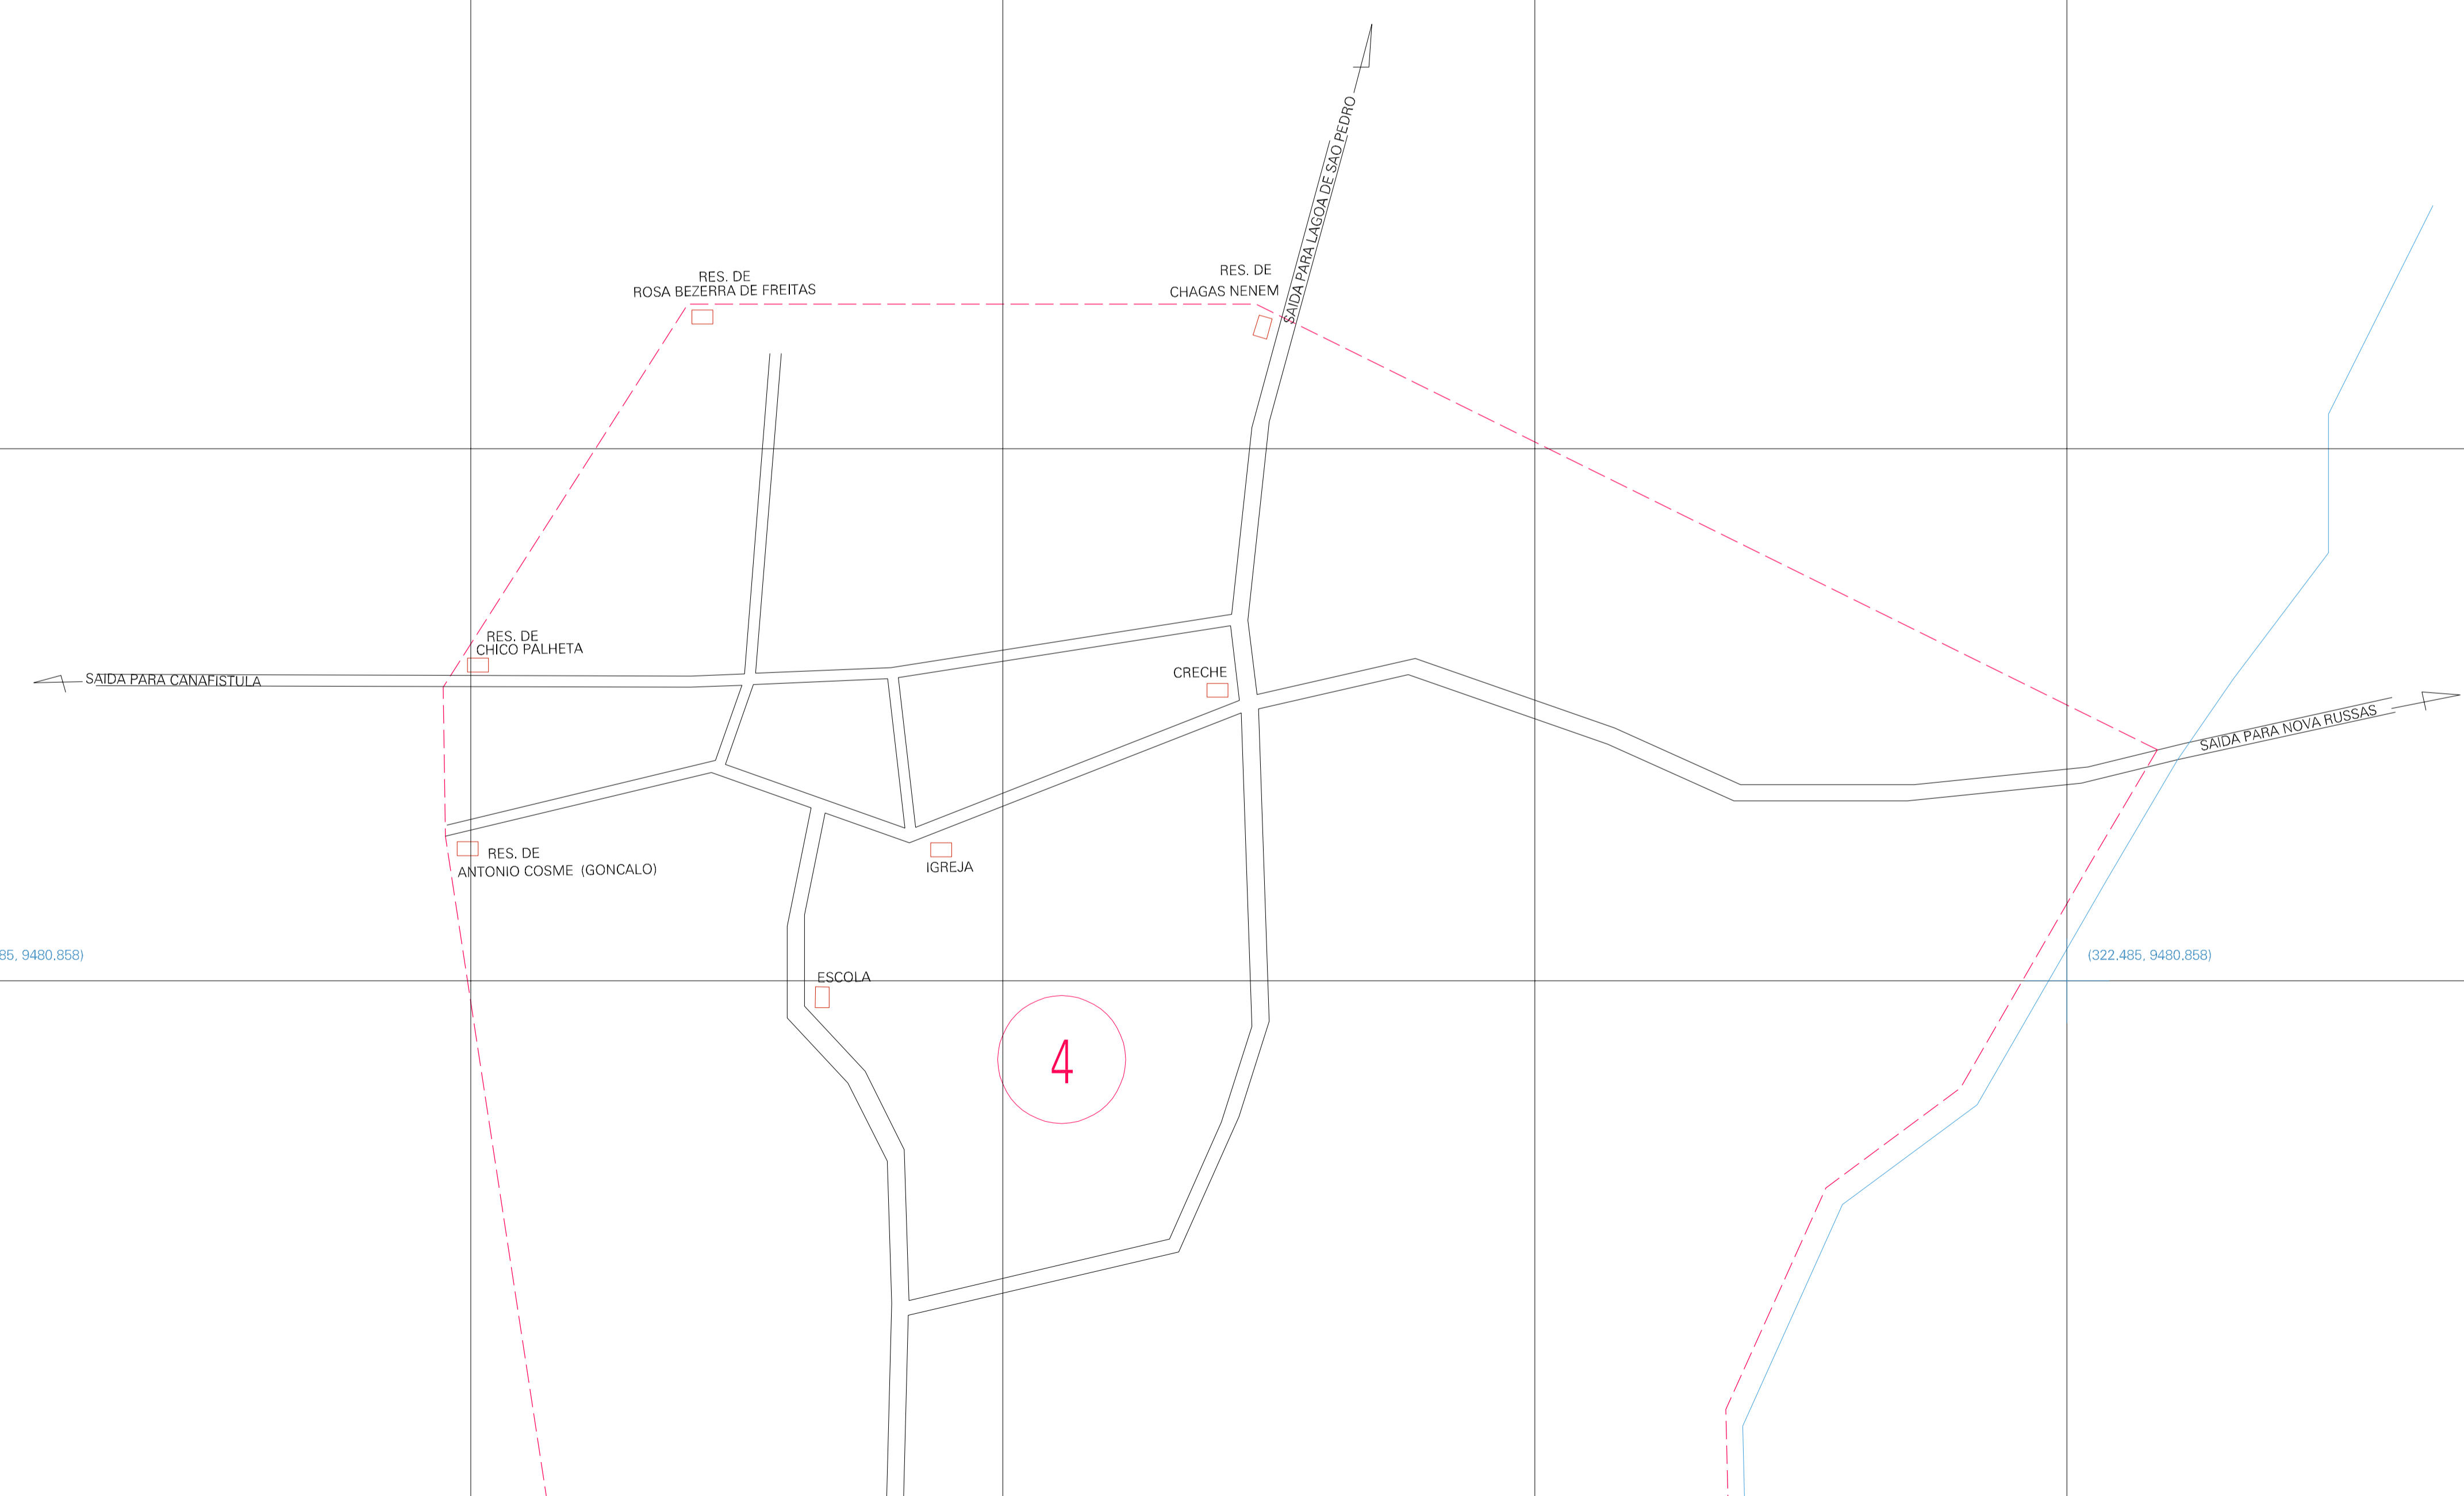 SAIDA PARA LAGOA DE SAO PEDRO
RES. DE
ROSA BEZERRA DE FREITAS
RES. DE
CHAGAS NENEM
RES. DE
CHICO PALHETA
SAIDA PARA CANAFISTULA
CRECHE
SAIDA PARA NOVA RUSSAS
RES. DE
ANTONIO COSME (GONCALO)
IGREJA
85, 9480.858)
(322.485, 9480.858)
ESCOLA
4